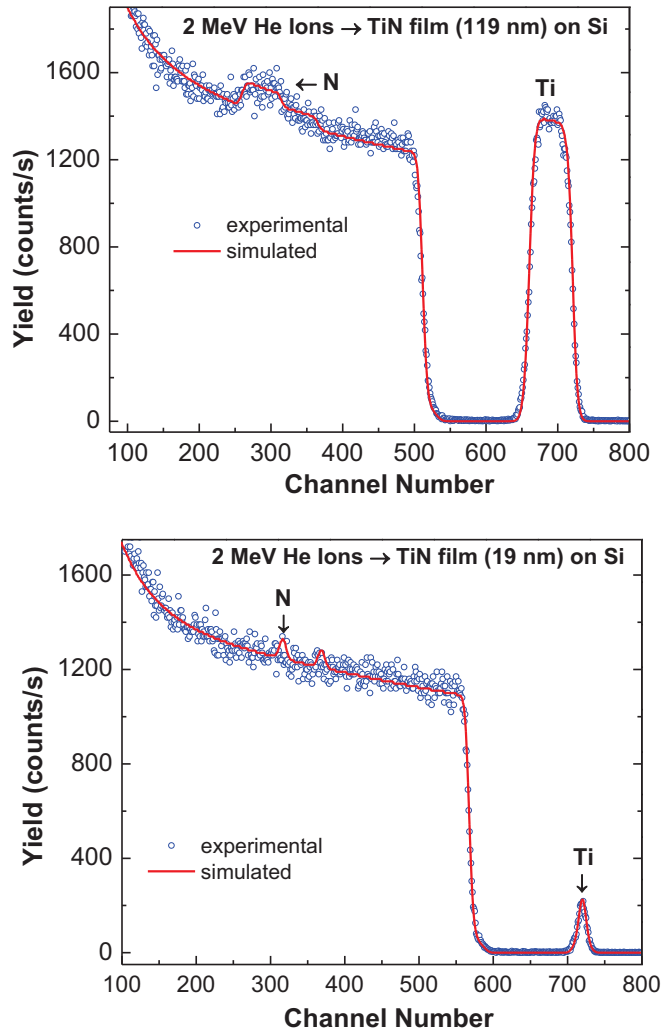 2 MeV He Ions → TiN film (119 nm) on Si
1600
← N
Ti
1200
experimental
simulated
800
400
0
Yield (counts/s)
100 200 300 400 500 600 700 800
Channel Number
2 MeV He Ions → TiN film (19 nm) on Si
1600
N
↓
1200
800
experimental
simulated
400
Ti
↓
0
Yield (counts/s)
100 200 300 400 500 600 700 800
Channel Number